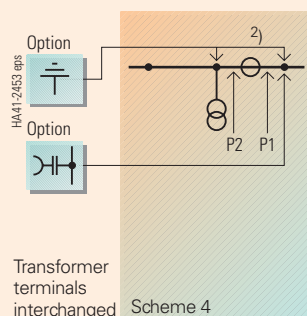 Option
2)
HA41-2453 eps
Option
P2 P1
Transformer
terminals
interchanged
Scheme 4